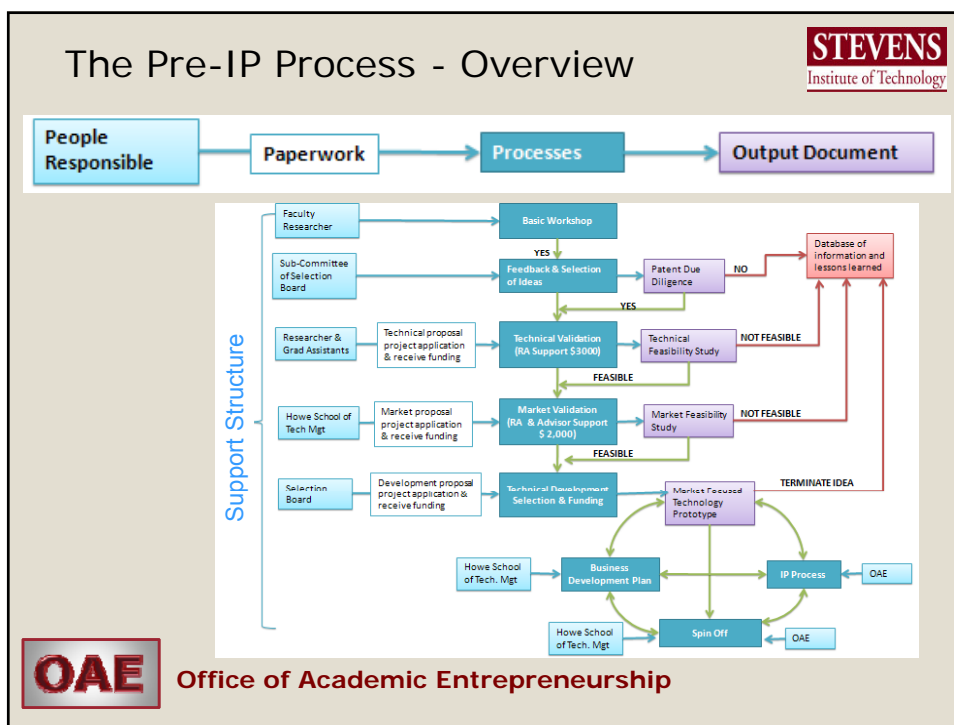 The Pre-IP Process - Overview
STEVENS
Institute of Technology
People
Responsible
Paperwork
Processes
Output Document
Support Structure
Faculty
Researcher
Basic Workshop
YES
Sub-Committee
of Selection
Board
Feedback & Selection
of Ideas
Patent Due
Diligence
NO
Database of
information and
lessons learned
YES
Researcher &
Grad Assistants
Technical proposal
project application
& receive funding
Technical Validation
(RA Support $3000)
Technical
Feasibility Study
NOT FEASIBLE
FEASIBLE
Howe School of
Tech Mgt
Market proposal
project application
& receive funding
Market Validation
(RA & Advisor Support
$ 2,000)
Market Feasibility
Study
NOT FEASIBLE
FEASIBLE
Selection
Board
Development proposal
project application &
receive funding
Technical Development
Selection & Funding
Market Focused
Technology
Prototype
TERMINATE IDEA
Howe School
of Tech. Mgt
Business
Development Plan
IP Process
OAE
Howe School
of Tech. Mgt
Spin Off
OAE
OAE
Office of Academic Entrepreneurship